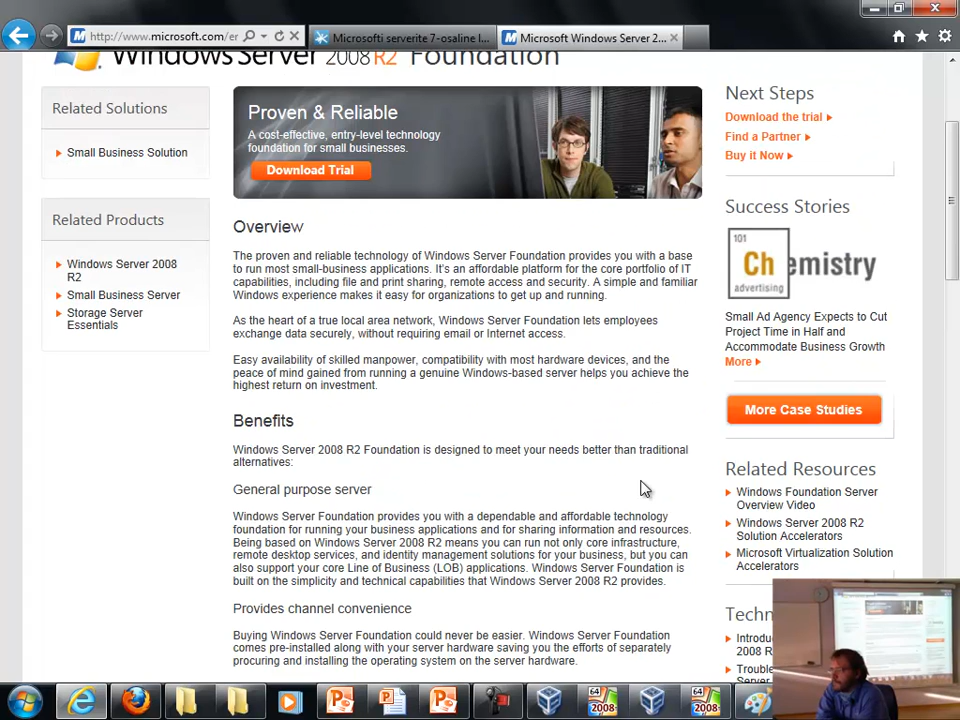 http://www.microsoft.com/er
Microsofti serverite 7-osaline l...
Microsoft Windows Server 2...
Windows Server 2008 R2 Foundation
Related Solutions
Small Business Solution
Related Products
Windows Server 2008
R2
Small Business Server
Storage Server
Essentials
Proven & Reliable
A cost-effective, entry-level technology
foundation for small businesses.
Download Trial
Overview
The proven and reliable technology of Windows Server Foundation provides you with a base
to run most small-business applications. It's an affordable platform for the core portfolio of IT
capabilities, including file and print sharing, remote access and security. A simple and familiar
Windows experience makes it easy for organizations to get up and running.
As the heart of a true local area network, Windows Server Foundation lets employees
exchange data securely, without requiring email or Internet access.
Easy availability of skilled manpower, compatibility with most hardware devices, and the
peace of mind gained from running a genuine Windows-based server helps you achieve the
highest return on investment.
Benefits
Windows Server 2008 R2 Foundation is designed to meet your needs better than traditional
alternatives:
General purpose server
Windows Server Foundation provides you with a dependable and affordable technology
foundation for running your business applications and for sharing information and resources.
Being based on Windows Server 2008 R2 means you can run not only core infrastructure,
remote desktop services, and identity management solutions for your business, but you can
also support your core Line of Business (LOB) applications. Windows Server Foundation is
built on the simplicity and technical capabilities that Windows Server 2008 R2 provides.
Provides channel convenience
Buying Windows Server Foundation could never be easier. Windows Server Foundation
comes pre-installed along with your server hardware saving you the efforts of separately
procuring and installing the operating system on the server hardware.
Next Steps
Download the trial
Find a Partner
Buy it Now
Success Stories
101
Chemistry
advertising
Small Ad Agency Expects to Cut
Project Time in Half and
Accommodate Business Growth
More
More Case Studies
Related Resources
Windows Foundation Server
Overview Video
Windows Server 2008 R2
Solution Accelerators
Microsoft Virtualization Solution
Accelerators
Techn
Introdu
2008 R
Trouble
Server
64
2008
64
2008